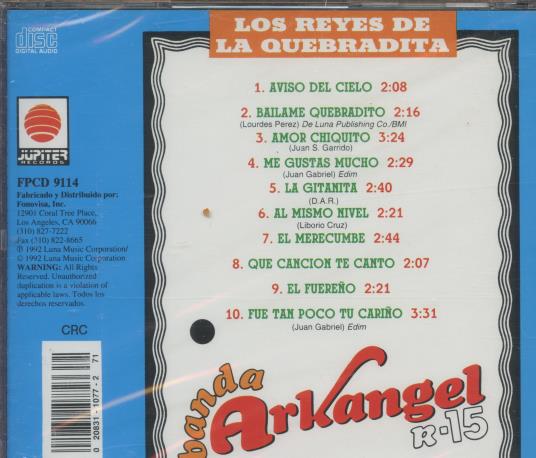 COMPACT
disc
DIGITAL AUDIO
LOS REYES DE
LA QUEBRADITA
1. AVISO DEL CIELO 2:08
2. BAILAME QUEBRADITO 2:16
(Lourdes Perez) De Luna Publishing Co./BMI
3. AMOR CHIQUITO 3:24
(Juan S. Garrido)
4. ME GUSTAS MUCHO 2:29
(Juan Gabriel) Edim
5. LA GITANITA 2:40
(D.A.R.)
6. AL MISMO NIVEL 2:21
(Liborio Cruz)
7. EL MERECUMBE 2:44
8. QUE CANCION TE CANTO 2:07
9. EL FUEREÑO 2:21
10. FUE TAN POCO TU CARIÑO 3:31
(Juan Gabriel) Edim
banda
Arkangel
R-15
JUPITER
RECORDS
FPCD 9114
Fabricado y Distribuido por:
Fonovisa, Inc.
12901 Coral Tree Place,
Los Angeles, CA 90066
(310) 827-7222
Fax (310) 822-8665
℗ 1992 Luna Music Corporation/
© 1992 Luna Music Corporation
WARNING: All Rights
Reserved. Unauthorized
duplication is a violation of
applicable laws. Todos los
derechos reservados.
CRC
0 20831-1077-2 71